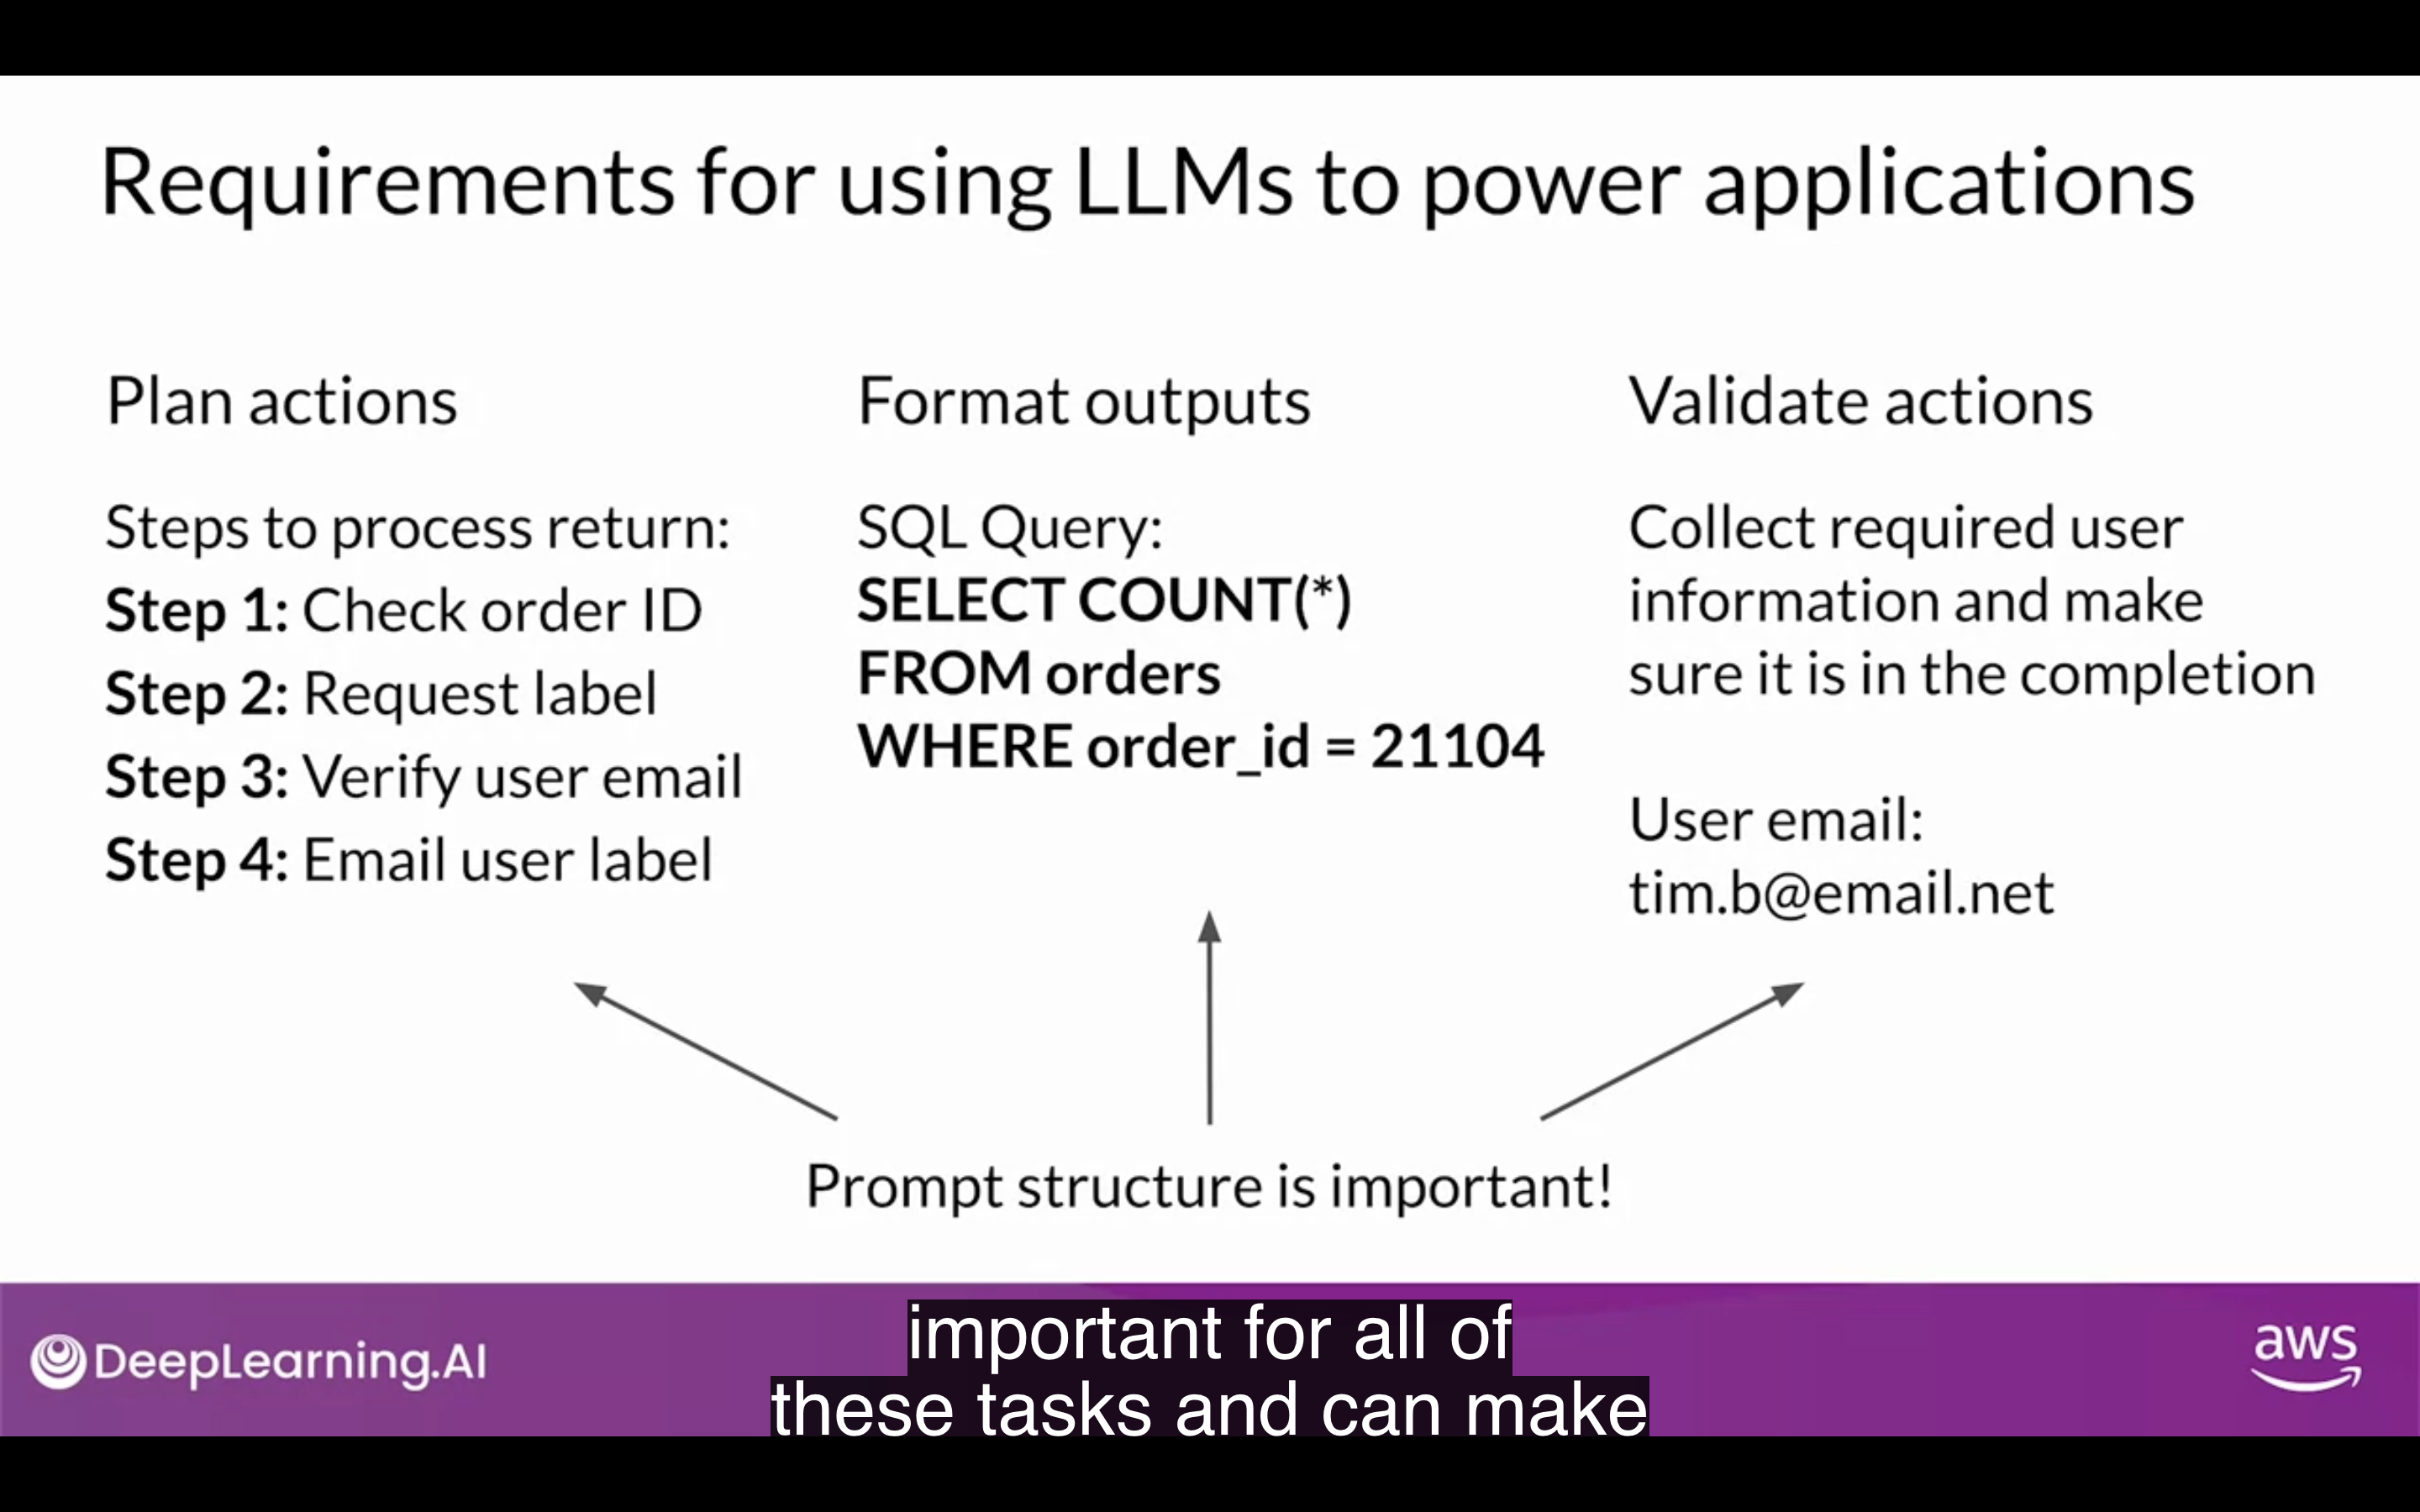 Requirements for using LLMs to power applications
Plan actions
Steps to process return:
Step 1: Check order ID
Step 2: Request label
Step 3: Verify user email
Step 4: Email user label
Format outputs
SQL Query:
SELECT COUNT(*)
FROM orders
WHERE order_id = 21104
Validate actions
Collect required user
information and make
sure it is in the completion
User email:
tim.b@email.net
Prompt structure is important!
DeepLearning.AI
important for all of
these tasks and can make
aws